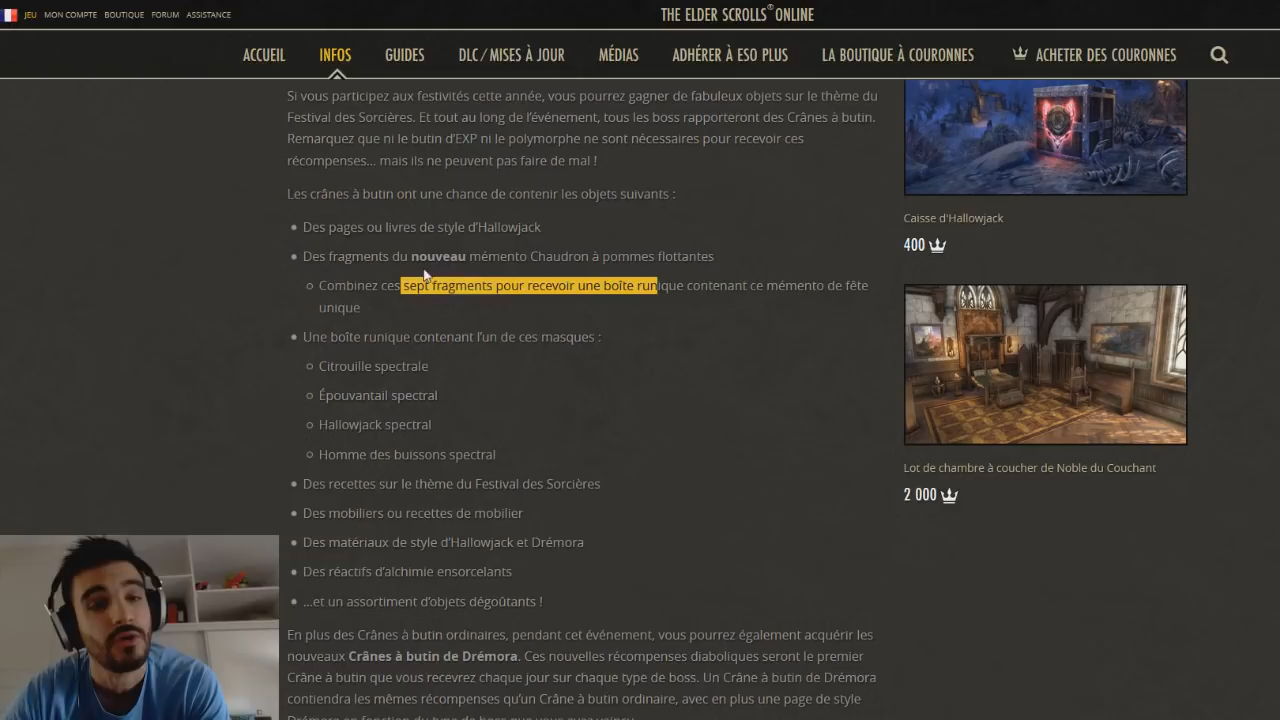 JEU MON COMPTE BOUTIQUE FORUM ASSISTANCE
THE ELDER SCROLLS® ONLINE
ACCUEIL INFOS GUIDES DLC / MISES À JOUR MÉDIAS ADHÉRER À ESO PLUS LA BOUTIQUE À COURONNES ACHETER DES COURONNES
Si vous participez aux festivités cette année, vous pourrez gagner de fabuleux objets sur le thème du
Festival des Sorcières. Et tout au long de l'événement, tous les boss rapporteront des Crânes à butin.
Remarquez que ni le butin d'EXP ni le polymorphe ne sont nécessaires pour recevoir ces
récompenses… mais ils ne peuvent pas faire de mal !
Les crânes à butin ont une chance de contenir les objets suivants :
Des pages ou livres de style d'Hallowjack
Des fragments du nouveau mémento Chaudron à pommes flottantes
Combinez ces sept fragments pour recevoir une boîte runique contenant ce mémento de fête
unique
Une boîte runique contenant l'un de ces masques :
Citrouille spectrale
Épouvantail spectral
Hallowjack spectral
Homme des buissons spectral
Des recettes sur le thème du Festival des Sorcières
Des mobiliers ou recettes de mobilier
Des matériaux de style d'Hallowjack et Drémora
Des réactifs d'alchimie ensorcelants
…et un assortiment d'objets dégoûtants !
En plus des Crânes à butin ordinaires, pendant cet événement, vous pourrez également acquérir les
nouveaux Crânes à butin de Drémora. Ces nouvelles récompenses diaboliques seront le premier
Crâne à butin que vous recevrez chaque jour sur chaque type de boss. Un Crâne à butin de Drémora
contiendra les mêmes récompenses qu'un Crâne à butin ordinaire, avec en plus une page de style
Drémora en fonction du type de boss que vous avez vaincu.
Caisse d'Hallowjack
400
Lot de chambre à coucher de Noble du Couchant
2 000